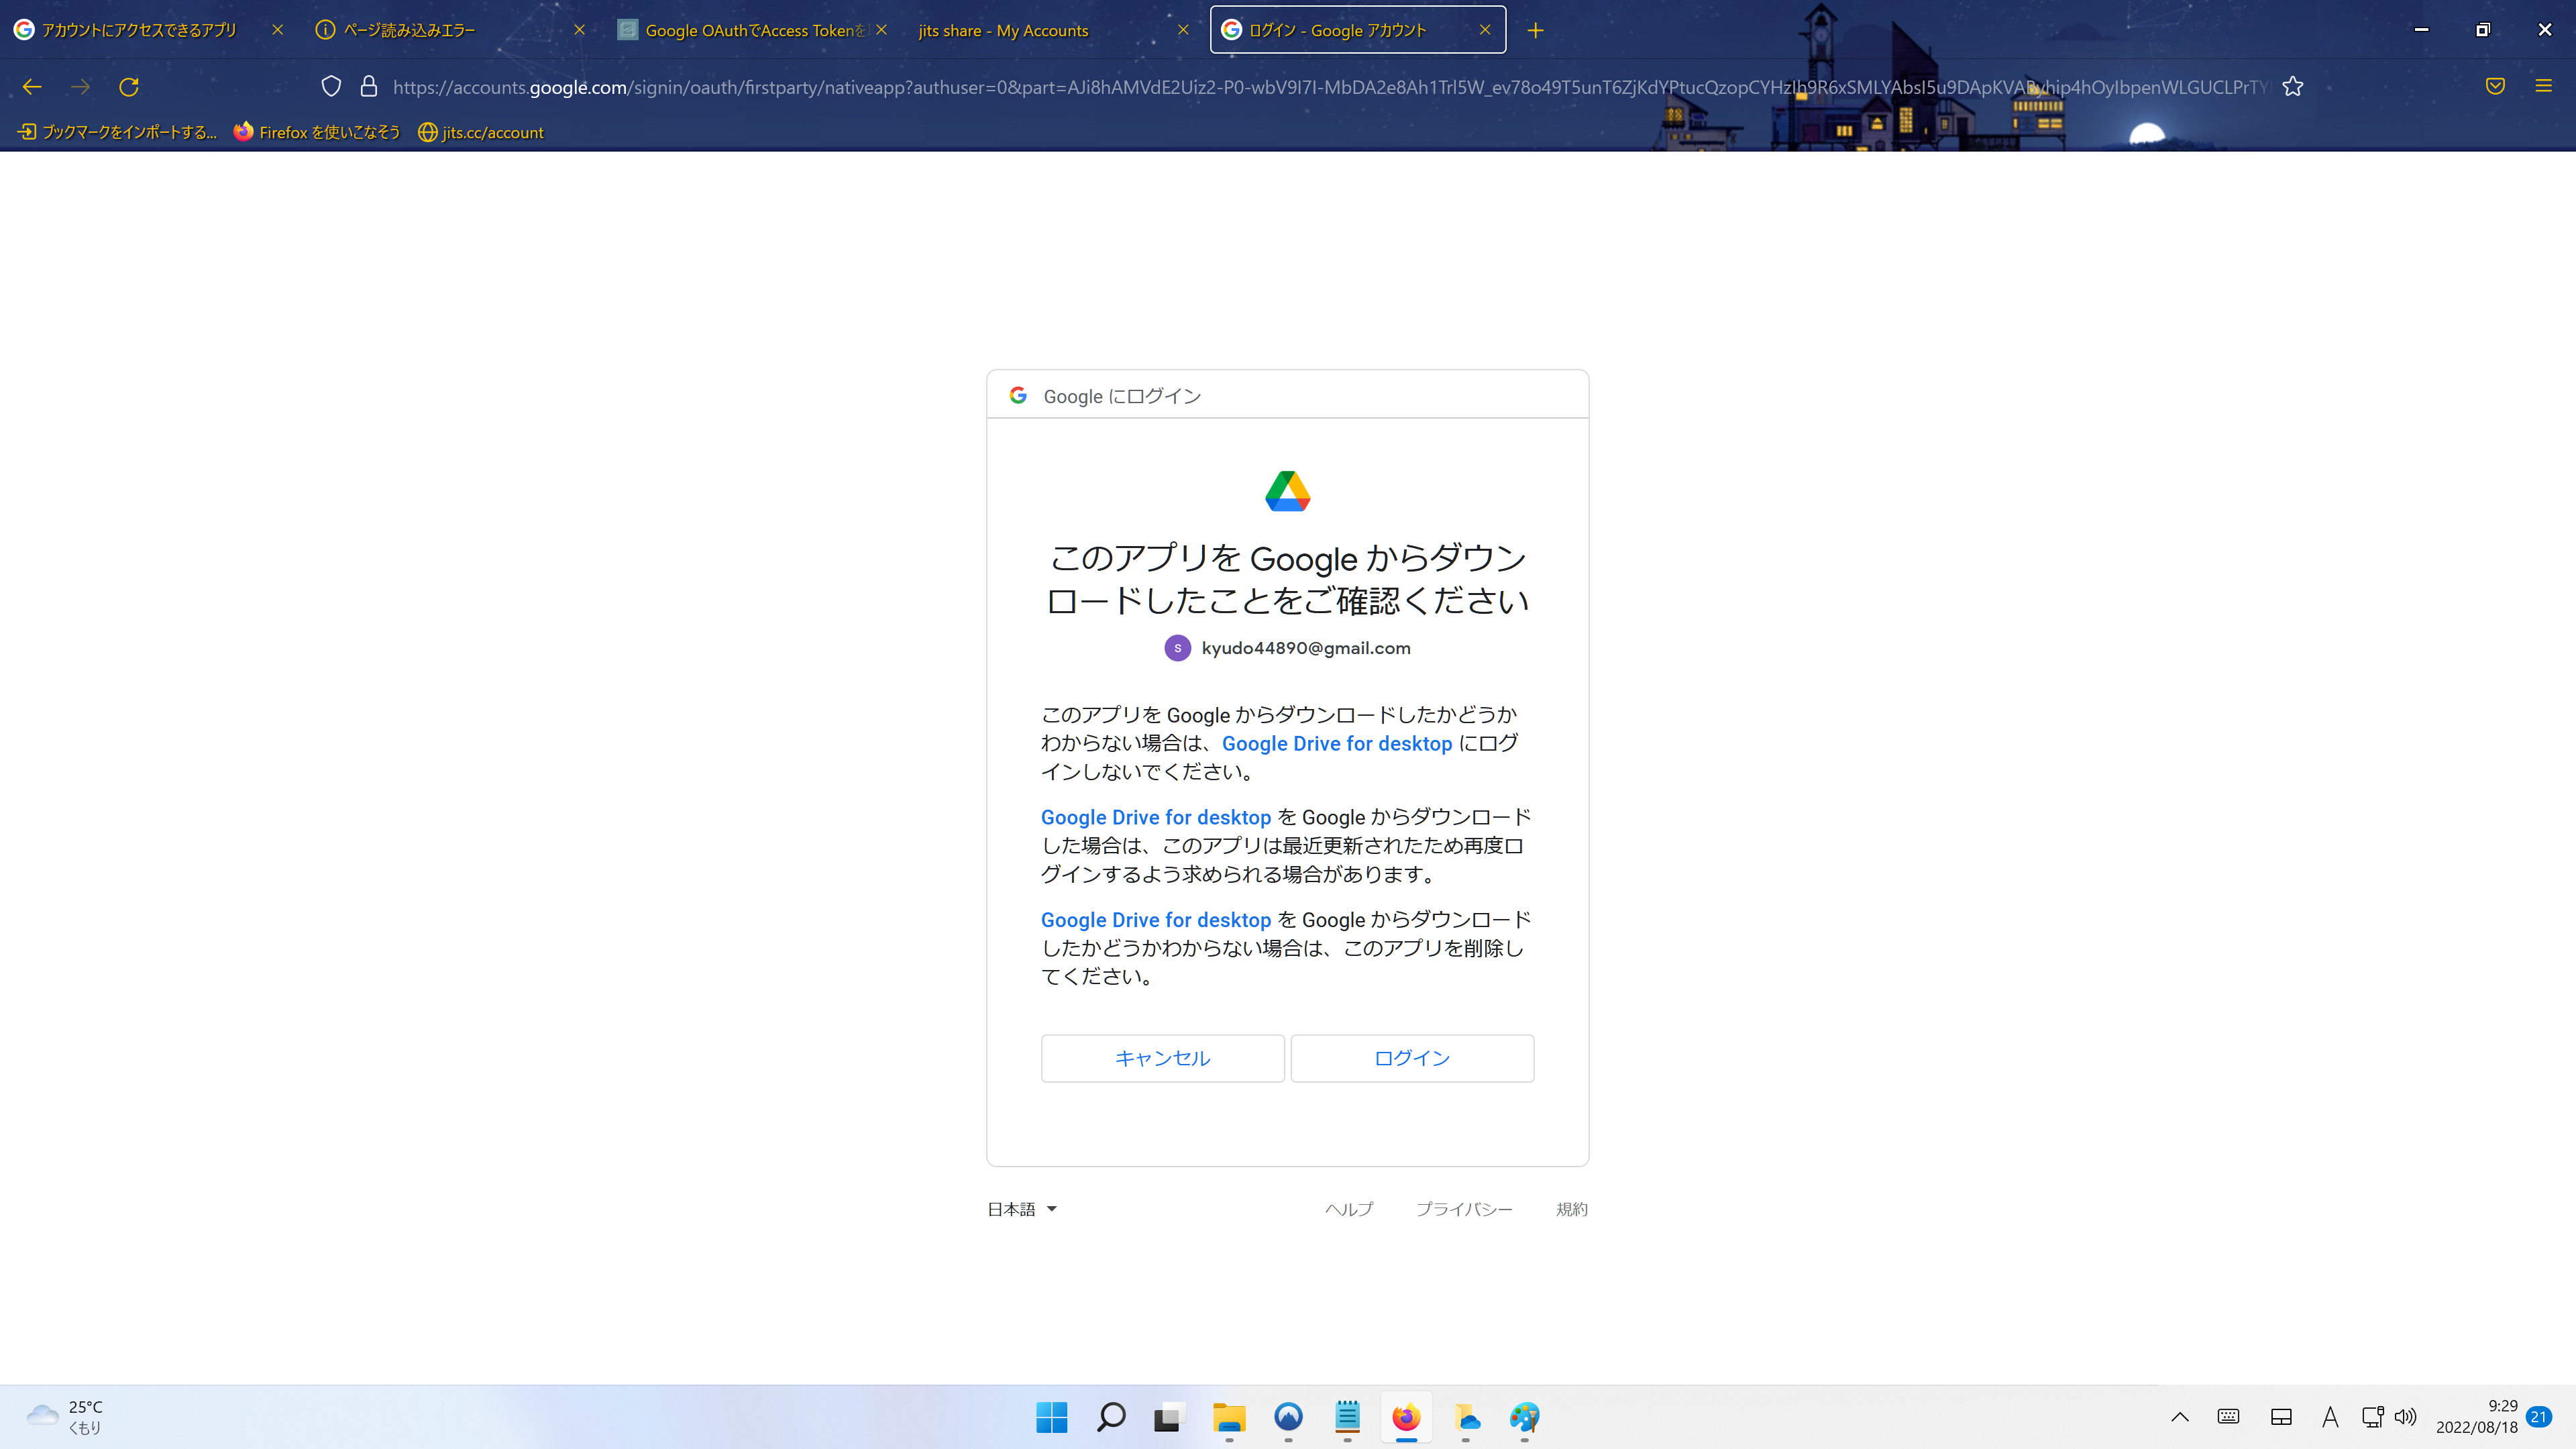 アカウントにアクセスできるアプリ
ページ読み込みエラー
Google OAuthでAccess Tokenを
jits share - My Accounts
ログイン - Google アカウント
ブックマークをインポートする...
Firefox を使いこなそう
jits.cc/account
Google にログイン
このアプリを Google からダウン
ロードしたことをご確認ください
s
kyudo44890@gmail.com
このアプリを Google からダウンロードしたかどうか
わからない場合は、Google Drive for desktop にログ
インしないでください。
Google Drive for desktop を Google からダウンロード
した場合は、このアプリは最近更新されたため再度ロ
グインするよう求められる場合があります。
Google Drive for desktop を Google からダウンロード
したかどうかわからない場合は、このアプリを削除し
てください。
キャンセル
ログイン
日本語
ヘルプ
プライバシー
規約
25°C
くもり
A
9:29
2022/08/18
21